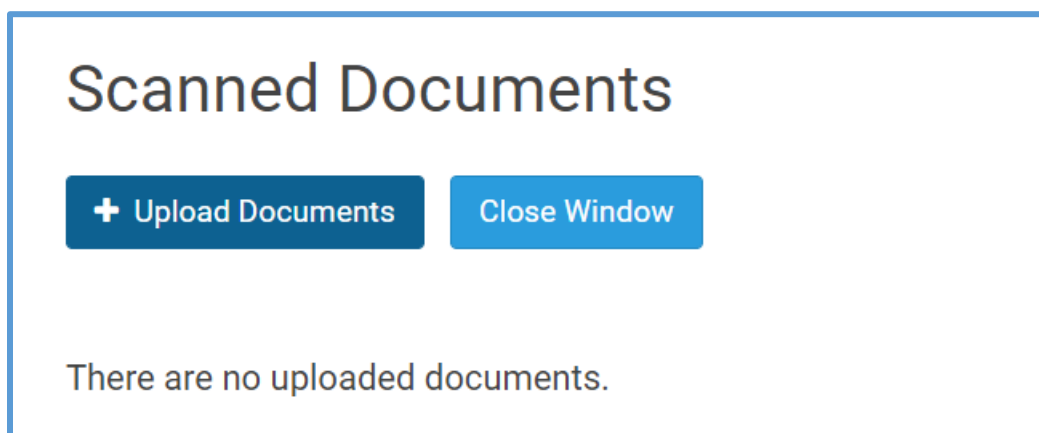 Scanned Documents
+ Upload Documents Close Window
There are no uploaded documents.